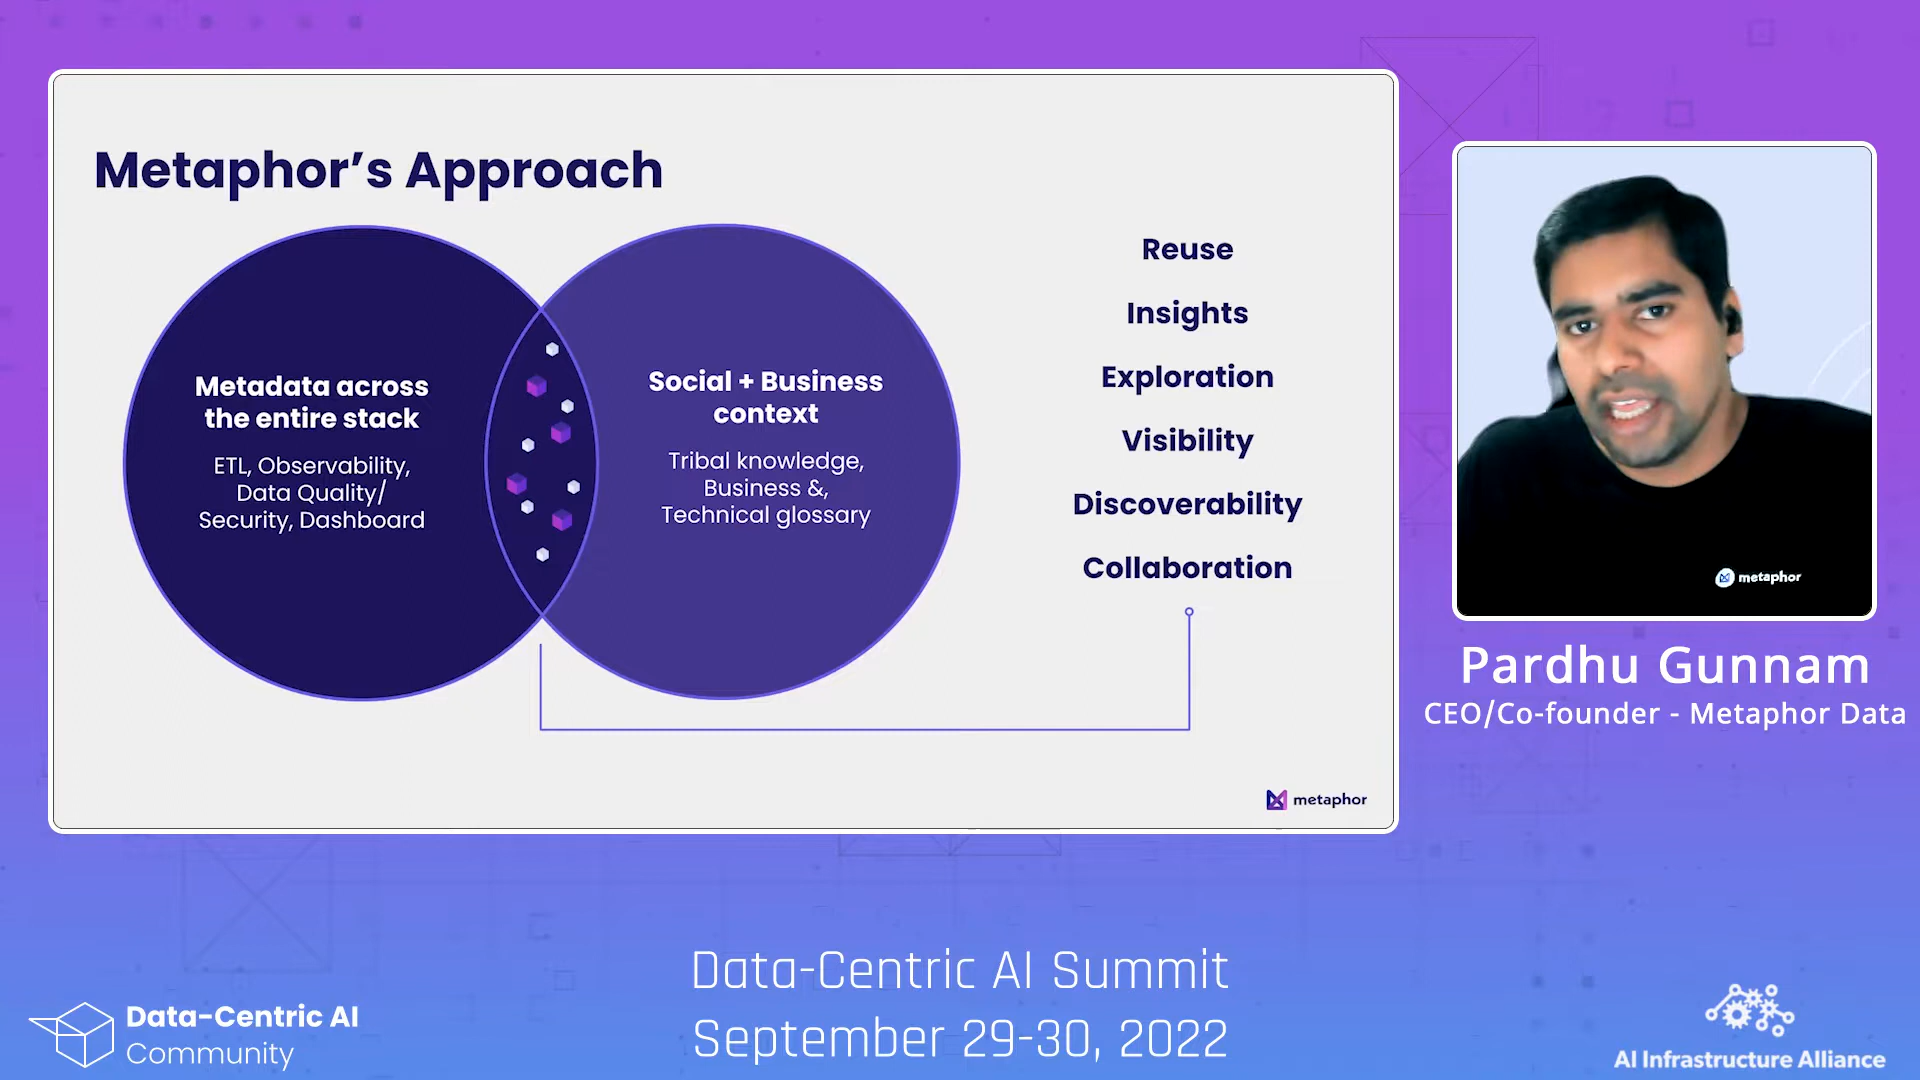 Metaphor's Approach
Metadata across
the entire stack
ETL, Observability,
Data Quality/
Security, Dashboard
Social + Business
context
Tribal knowledge,
Business &,
Technical glossary
Reuse
Insights
Exploration
Visibility
Discoverability
Collaboration
metaphor
metaphor
Pardhu Gunnam
CEO/Co-founder - Metaphor Data
Data-Centric AI Summit
September 29-30, 2022
Data-Centric AI
Community
AI Infrastructure Alliance